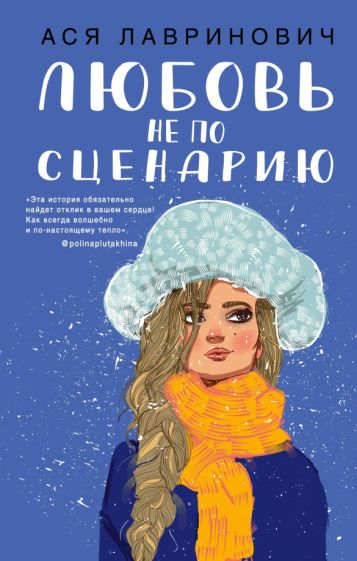 АСЯ ЛАВРИНОВИЧ
ЛЮБОВЬ
НЕ ПО
СЦЕНАРИЮ
«Эта история обязательно
найдет отклик в вашем сердце!
Как всегда волшебно
и по-настоящему тепло».
@polinaplutakhina